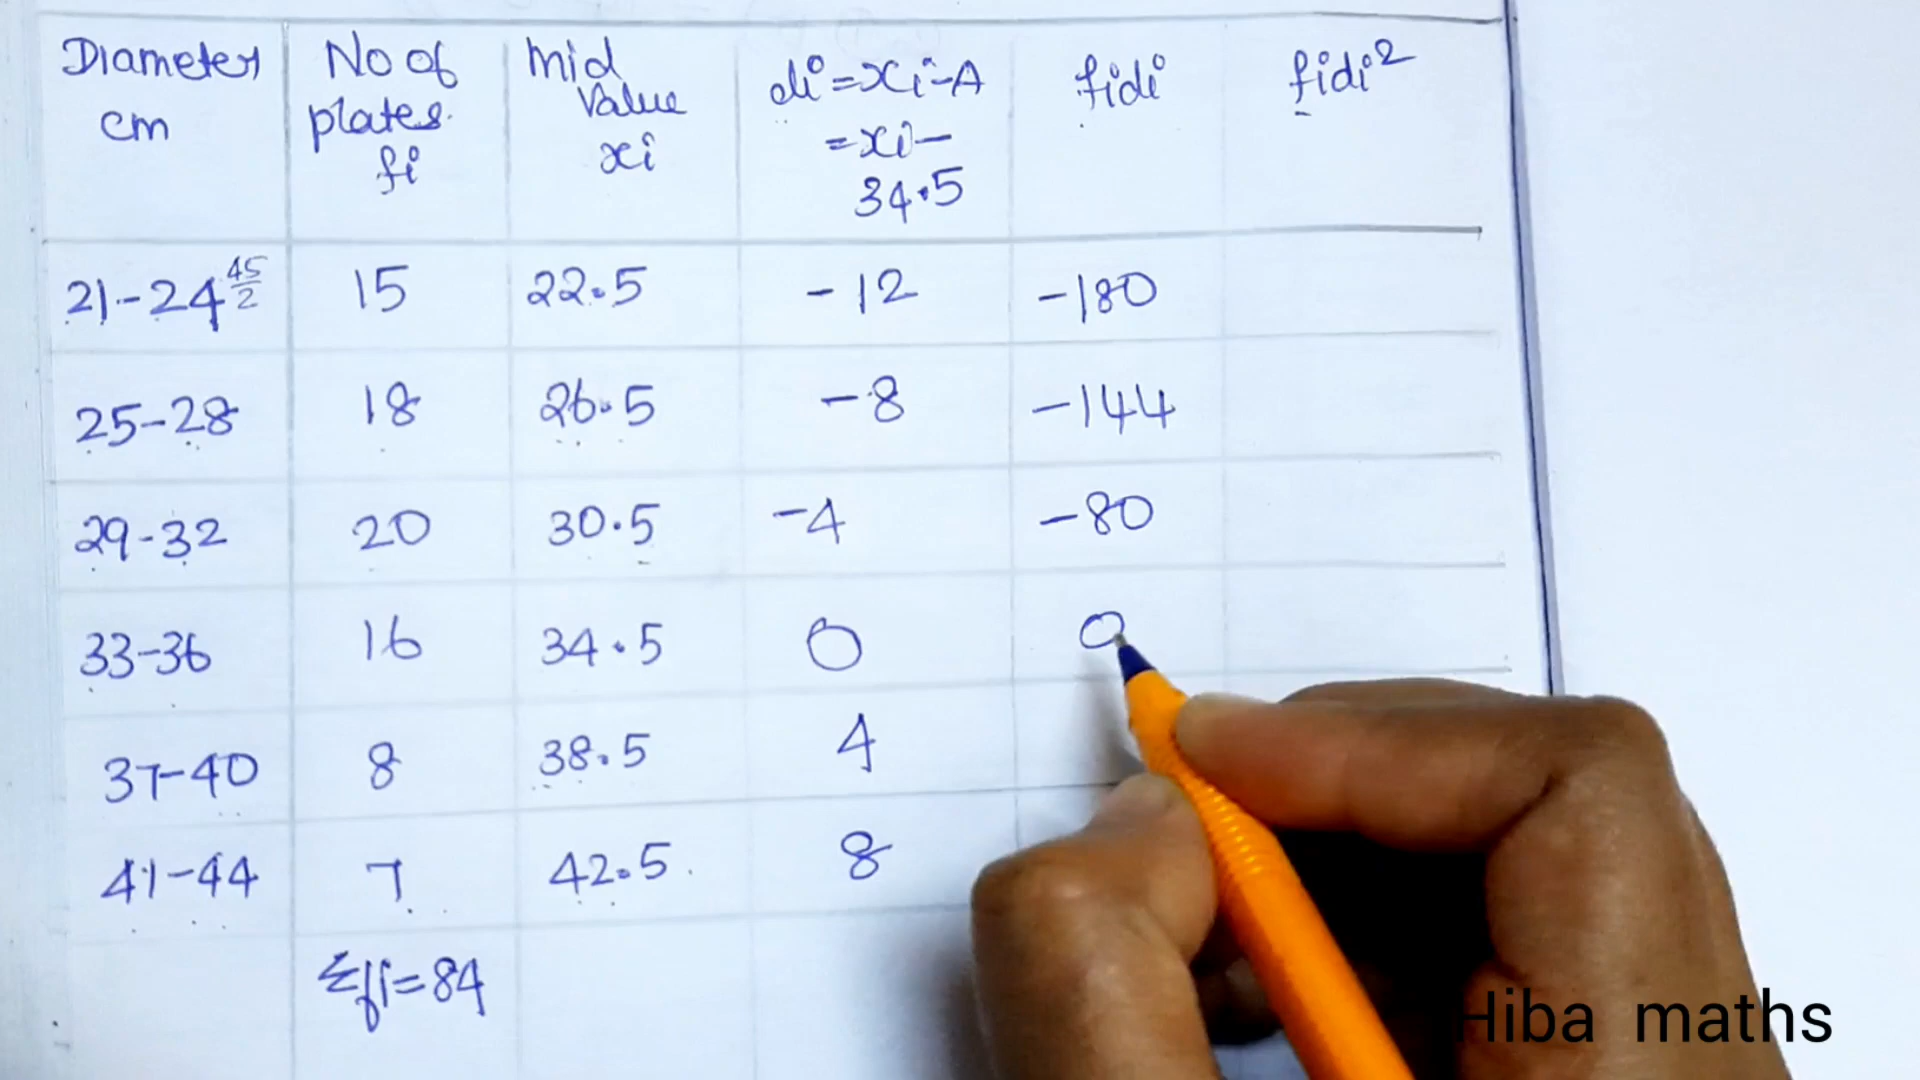 Diameter cm | No of plates. fi | Mid Value xi | di = xi - A = xi - 34.5 | fidi | fidi²
21-24 45/2 | 15 | 22.5 | -12 | -180
25-28 | 18 | 26.5 | -8 | -144
29-32 | 20 | 30.5 | -4 | -80
33-36 | 16 | 34.5 | 0 | 0
37-40 | 8 | 38.5 | 4
41-44 | 7 | 42.5 | 8
Σfi=84
Hiba maths